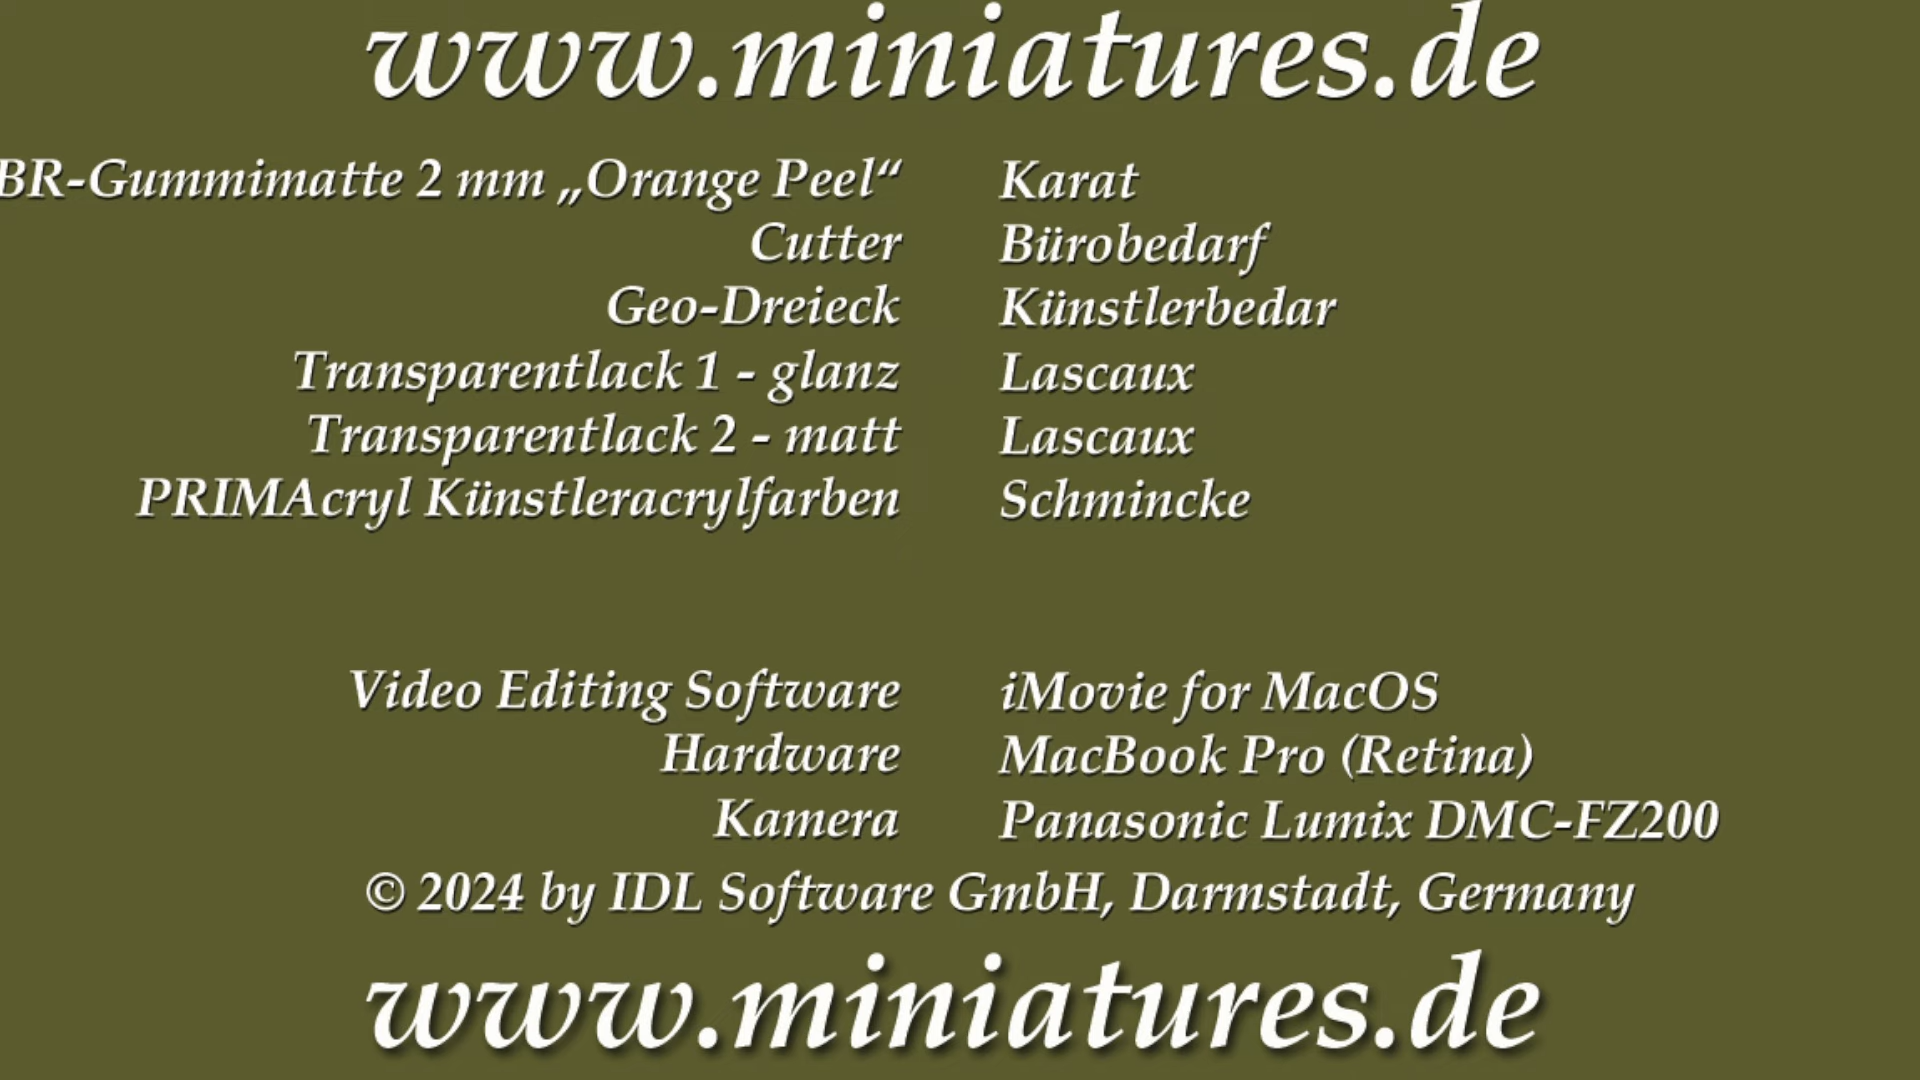 www.miniatures.de
BR-Gummimatte 2 mm „Orange Peel“ Karat
Cutter Bürobedarf
Geo-Dreieck Künstlerbedar
Transparentlack 1 - glanz Lascaux
Transparentlack 2 - matt Lascaux
PRIMAcryl Künstleracrylfarben Schmincke
Video Editing Software iMovie for MacOS
Hardware MacBook Pro (Retina)
Kamera Panasonic Lumix DMC-FZ200
© 2024 by IDL Software GmbH, Darmstadt, Germany
www.miniatures.de